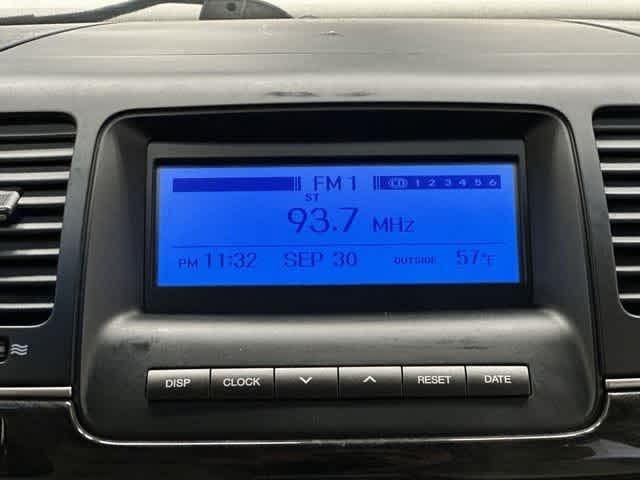 FM 1 CD 1 2 3 4 5 6
ST
93.7 MHz
PM 11:32 SEP 30 OUTSIDE 57°F
DISP CLOCK RESET DATE